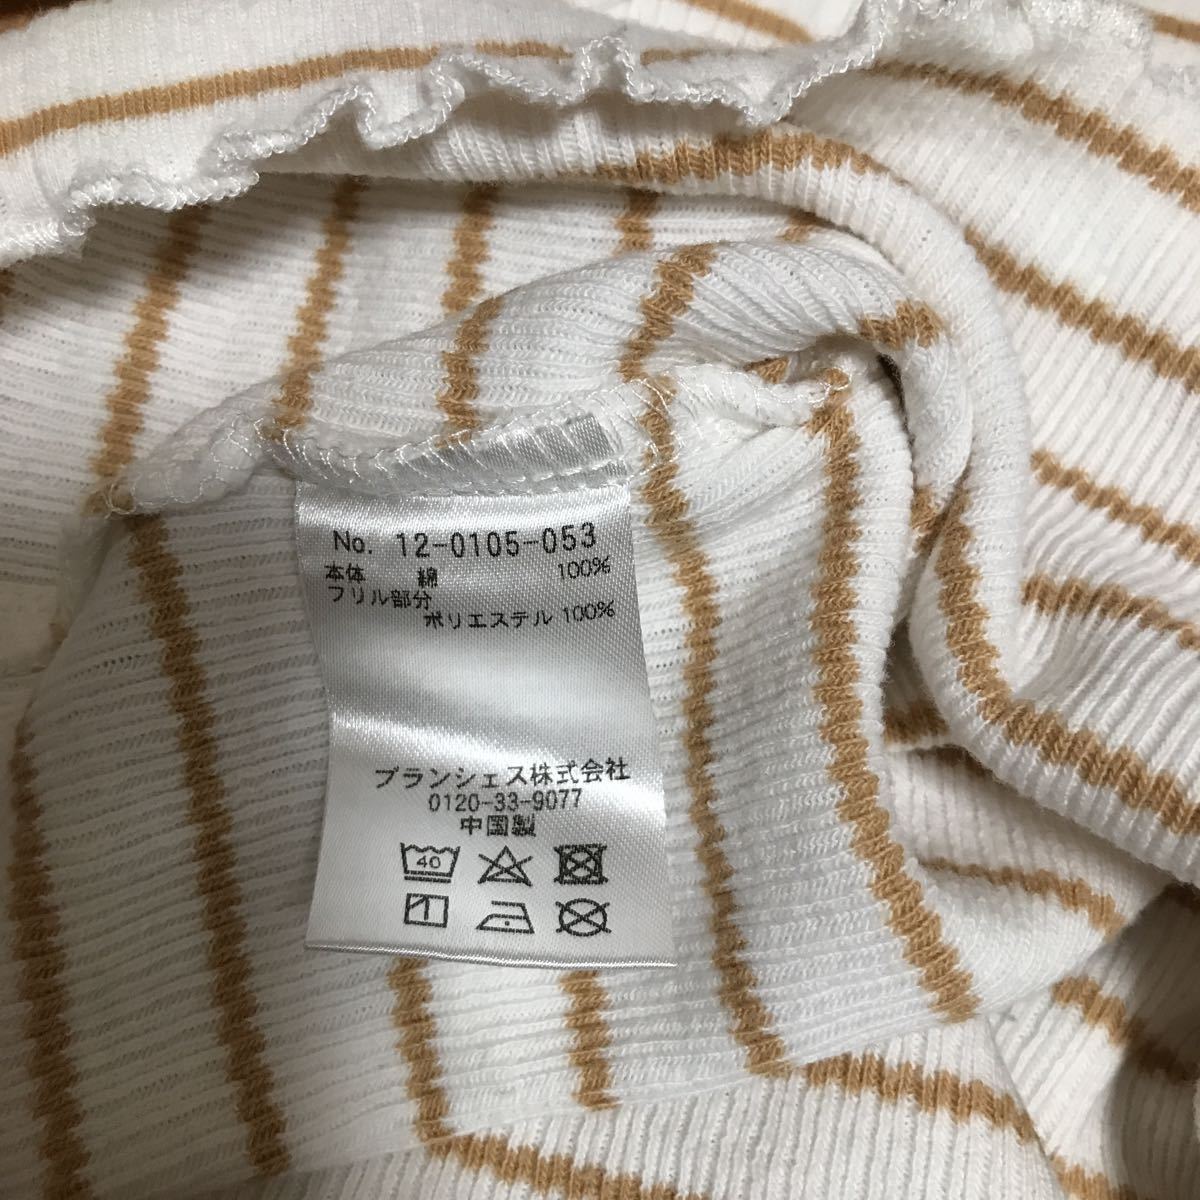 No. 12-0105-053
本体 綿 100%
フリル部分
ポリエステル 100%
ブランシェス株式会社
0120-33-9077
中国製
40